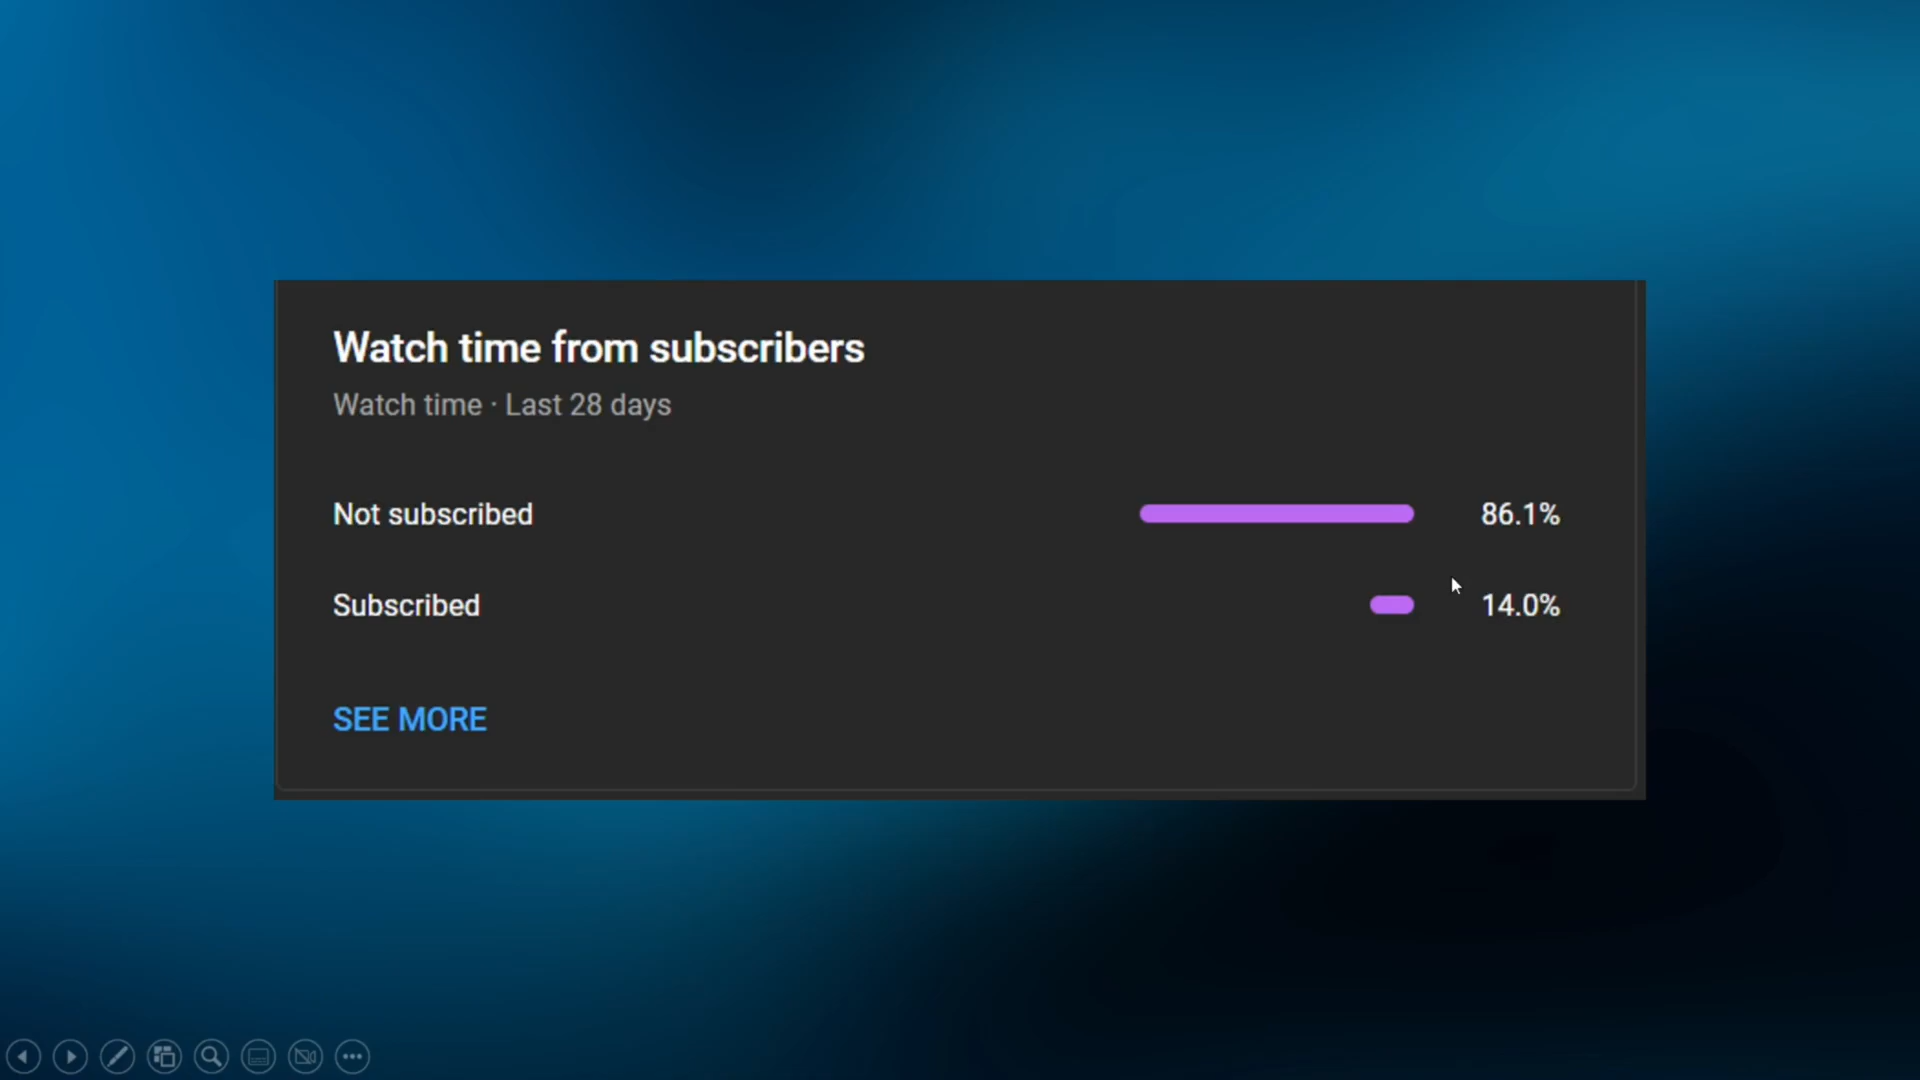 Watch time from subscribers
Watch time · Last 28 days
Not subscribed 86.1%
Subscribed 14.0%
SEE MORE